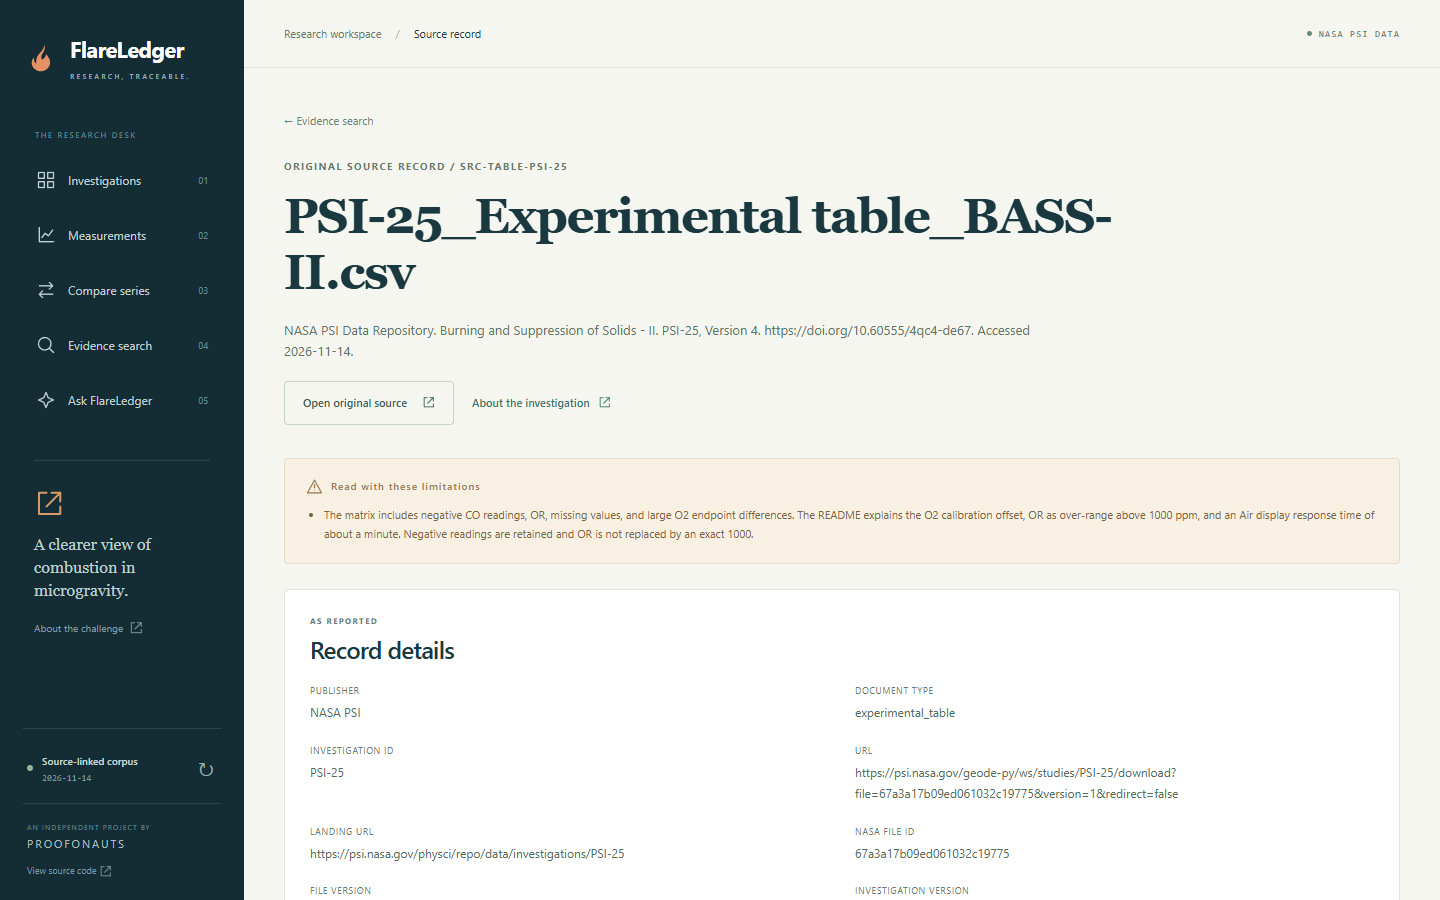 FlareLedger
RESEARCH, TRACEABLE.
THE RESEARCH DESK
Investigations 01
Measurements 02
Compare series 03
Evidence search 04
Ask FlareLedger 05
A clearer view of
combustion in
microgravity.
About the challenge
Source-linked corpus
2026-11-14
AN INDEPENDENT PROJECT BY
PROOFONAUTS
View source code
Research workspace / Source record
NASA PSI DATA
← Evidence search
ORIGINAL SOURCE RECORD / SRC-TABLE-PSI-25
PSI-25_Experimental table_BASS-
II.csv
NASA PSI Data Repository. Burning and Suppression of Solids - II. PSI-25, Version 4. https://doi.org/10.60555/4qc4-de67. Accessed
2026-11-14.
Open original source
About the investigation
Read with these limitations
• The matrix includes negative CO readings, OR, missing values, and large O2 endpoint differences. The README explains the O2 calibration offset, OR as over-range above 1000 ppm, and an Air display response time of
about a minute. Negative readings are retained and OR is not replaced by an exact 1000.
AS REPORTED
Record details
PUBLISHER
NASA PSI
DOCUMENT TYPE
experimental_table
INVESTIGATION ID
PSI-25
URL
https://psi.nasa.gov/geode-py/ws/studies/PSI-25/download?
file=67a3a17b09ed061032c19775&version=1&redirect=false
LANDING URL
https://psi.nasa.gov/physci/repo/data/investigations/PSI-25
NASA FILE ID
67a3a17b09ed061032c19775
FILE VERSION
INVESTIGATION VERSION